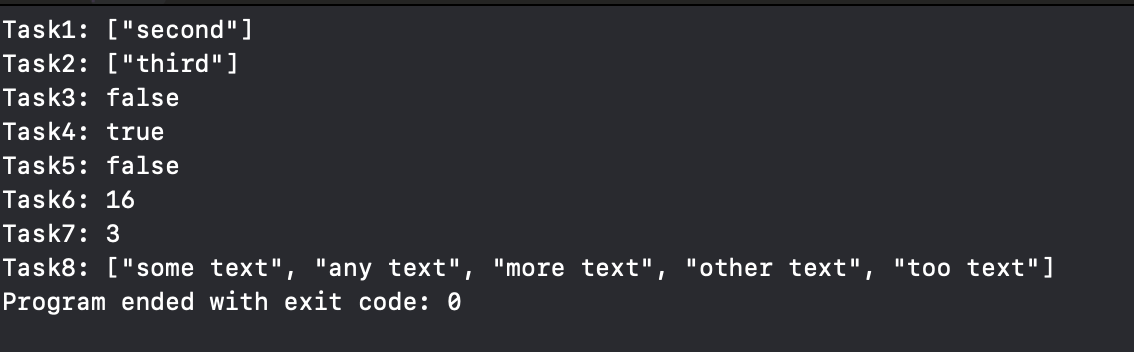 Task1: ["second"]
Task2: ["third"]
Task3: false
Task4: true
Task5: false
Task6: 16
Task7: 3
Task8: ["some text", "any text", "more text", "other text", "too text"]
Program ended with exit code: 0